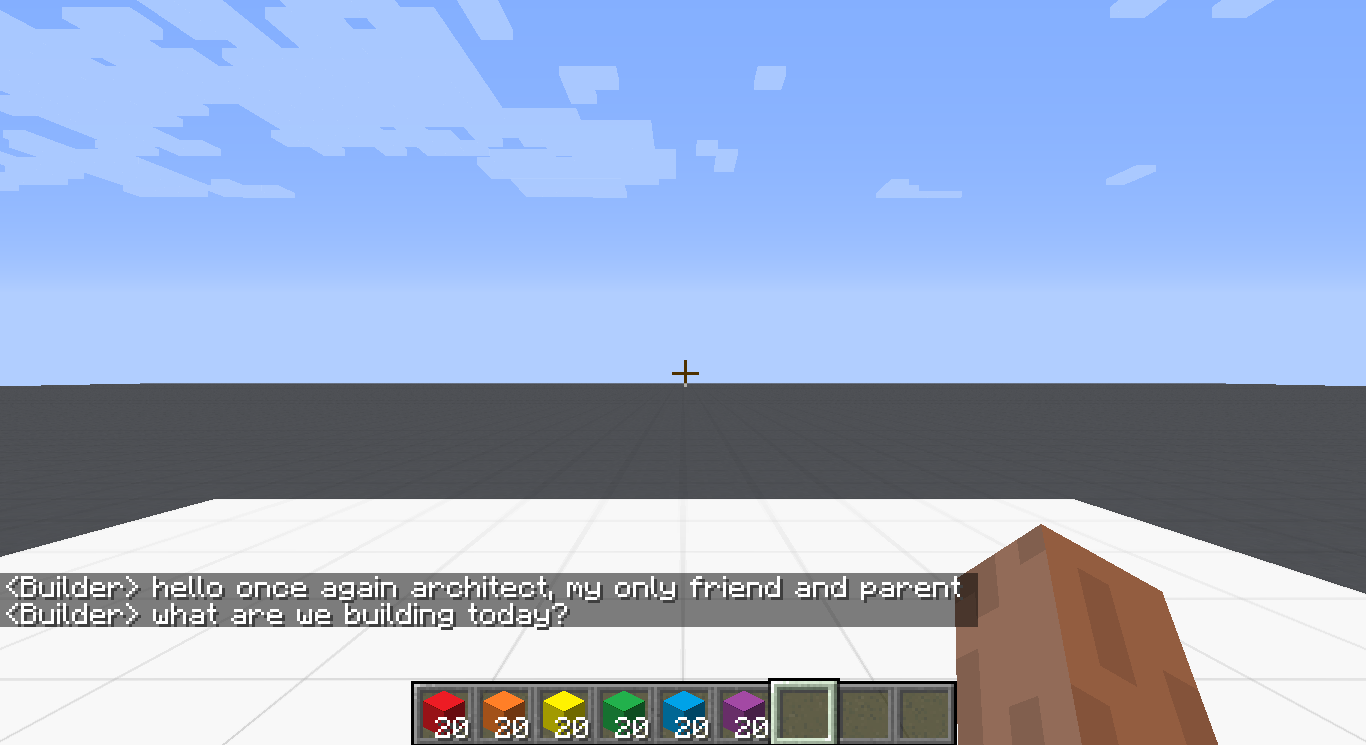 <Builder> hello once again architect, my only friend and parent
<Builder> what are we building today?
20 20 20 20 20 20